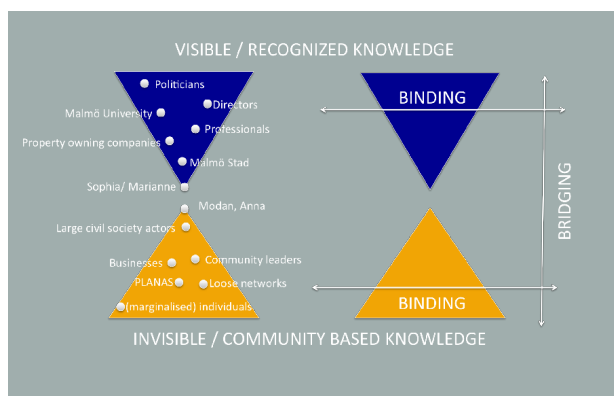 VISIBLE / RECOGNIZED KNOWLEDGE
Politicians
Directors
Malmö University
Professionals
Property owning companies
Malmö Stad
Sophia/ Marianne
Modan, Anna
Large civil society actors
Community leaders
Businesses
PLANAS
Loose networks
(marginalised) individuals
BINDING
BRIDGING
BINDING
INVISIBLE / COMMUNITY BASED KNOWLEDGE